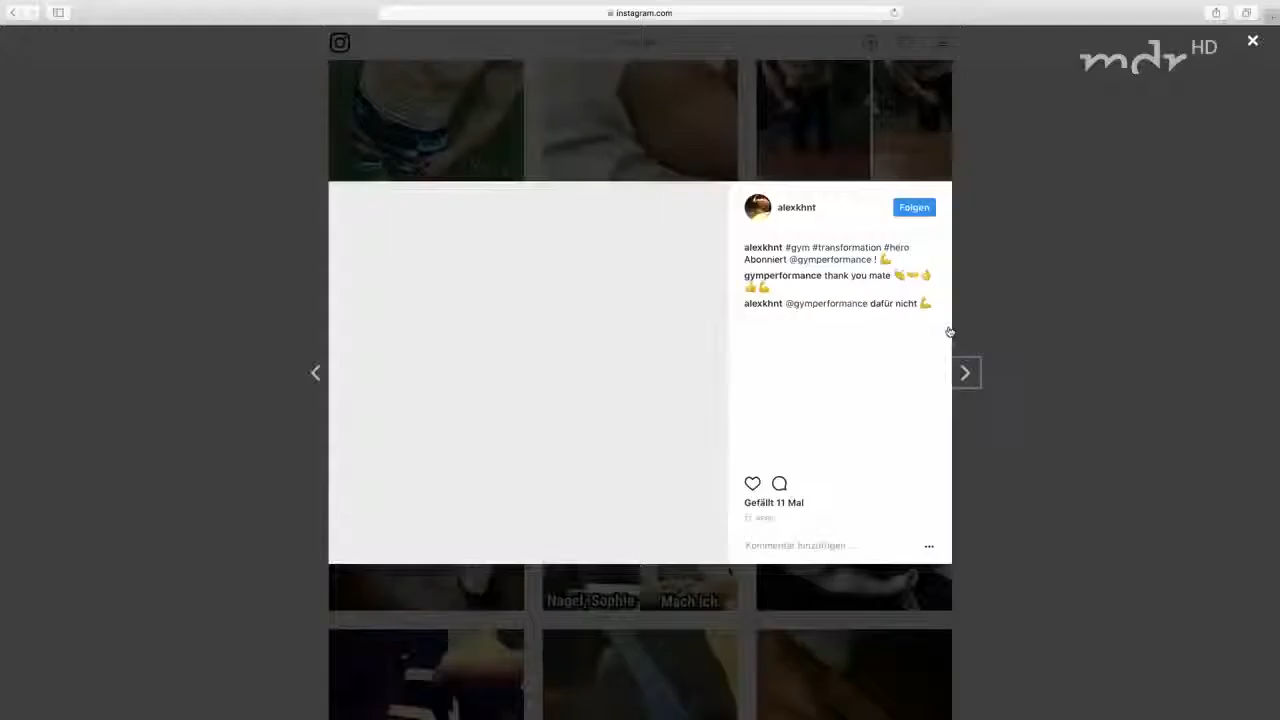 instagram.com
mdr HD
alexkhnt
Folgen
alexkhnt #gym #transformation #hero
Abonniert @gymperformance ! 💪
gymperformance thank you mate 👏🤝👌
👍💪
alexkhnt @gymperformance dafür nicht 💪
Gefällt 11 Mal
Kommentar hinzufügen ...
Nagel, Sophie
Mach ich